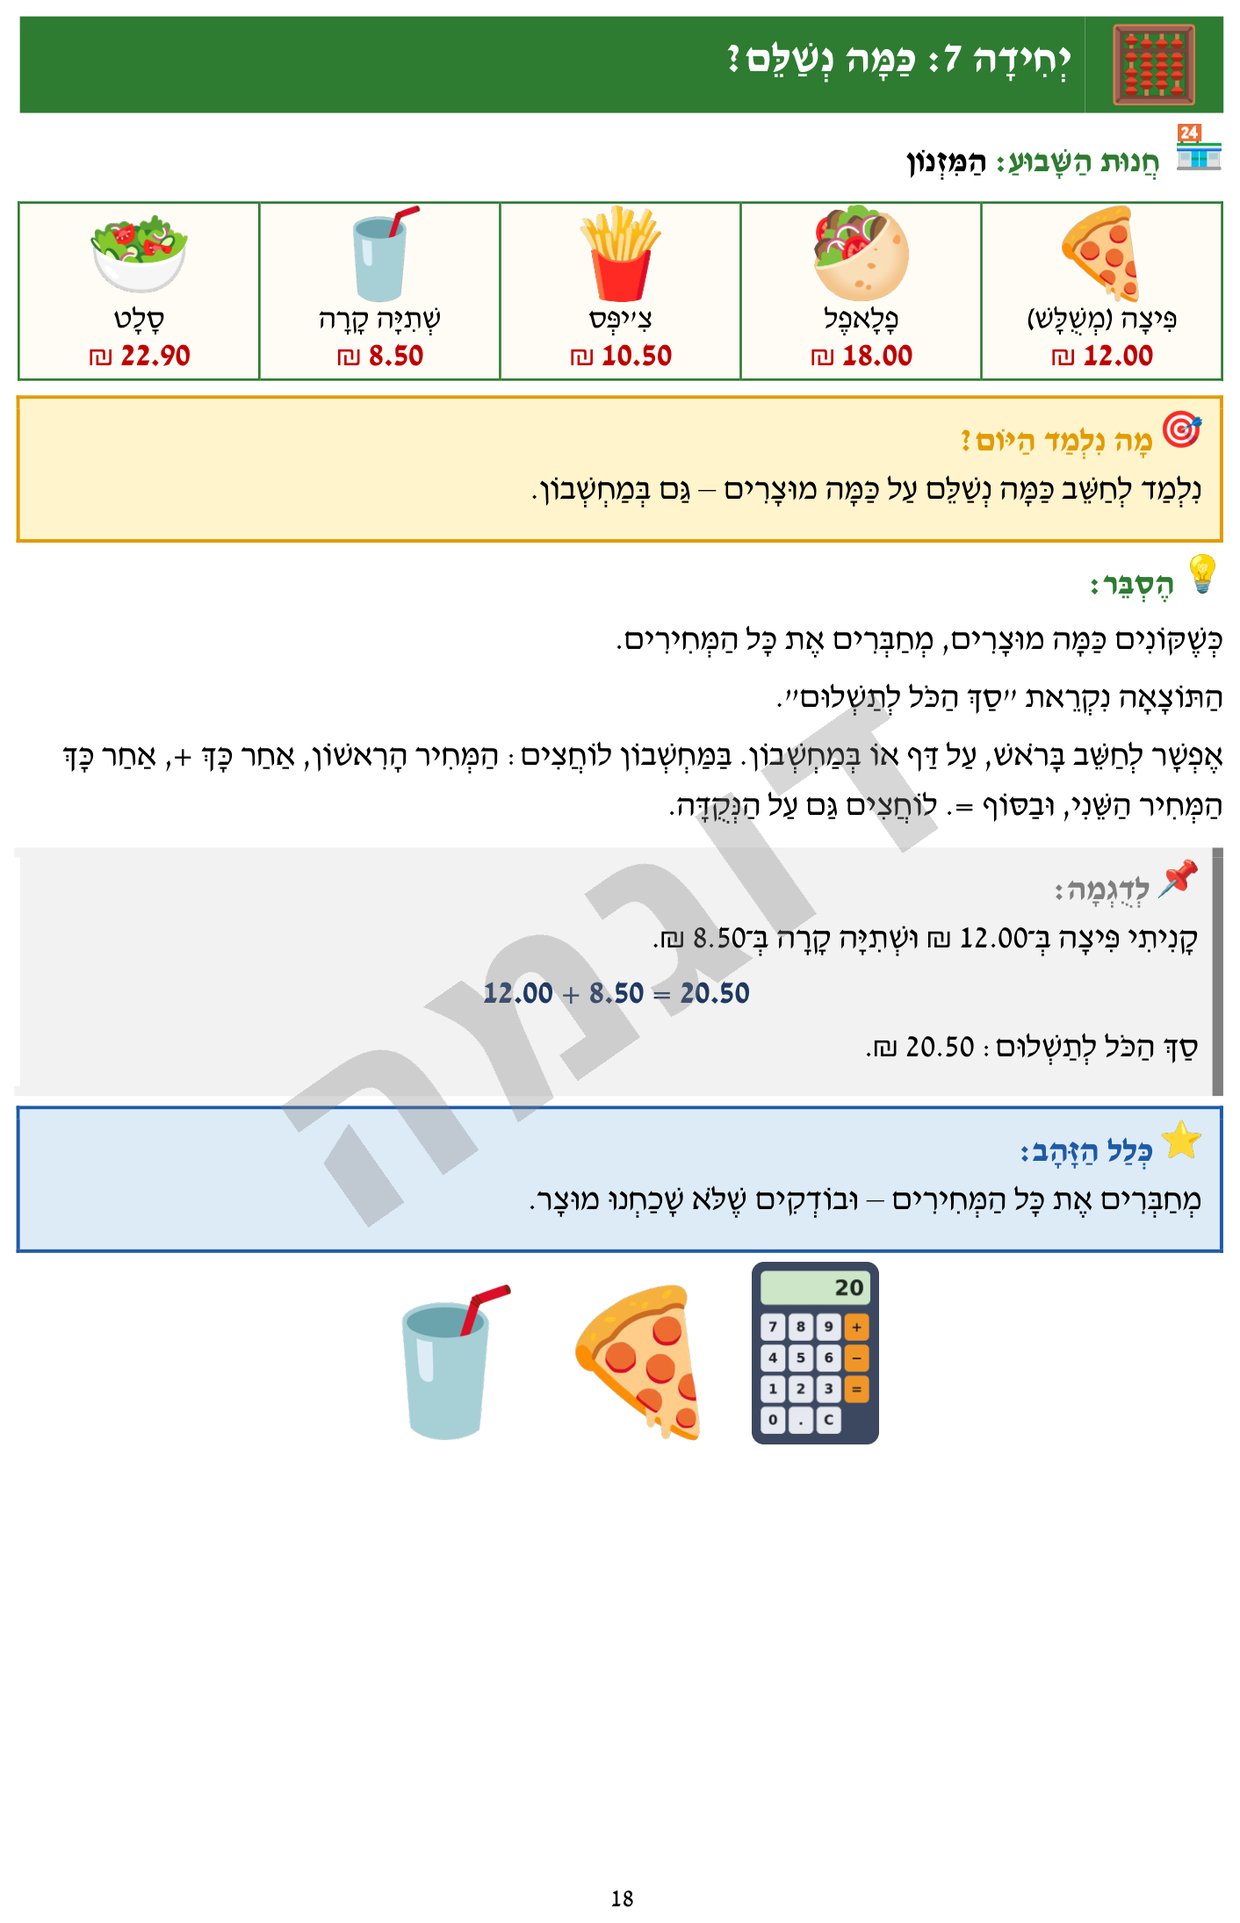 יְחִידָה 7: כַּמָּה נְשַׁלֵּם?
24
חֲנוּת הַשָּׁבוּעַ: הַמִּזְנוֹן
פִּיצָה (מְשֻׁלָּשׁ)
12.00 ₪
פָלָאפֶל
18.00 ₪
צִ׳יפְּס
10.50 ₪
שְׁתִיָּה קָרָה
8.50 ₪
סָלָט
22.90 ₪
מָה נִלְמַד הַיּוֹם?
נִלְמַד לְחַשֵּׁב כַּמָּה נְשַׁלֵּם עַל כַּמָּה מוּצָרִים – גַּם בְּמַחְשְׁבוֹן.
הֶסְבֵּר:
כְּשֶׁקּוֹנִים כַּמָּה מוּצָרִים, מְחַבְּרִים אֶת כָּל הַמְּחִירִים.
הַתּוֹצָאָה נִקְרֵאת ״סַךְ הַכֹּל לְתַשְׁלוּם״.
אֶפְשָׁר לְחַשֵּׁב בָּרֹאשׁ, עַל דַּף אוֹ בְּמַחְשְׁבוֹן. בַּמַּחְשְׁבוֹן לוֹחֲצִים: הַמְּחִיר הָרִאשׁוֹן, אַחַר כָּךְ +, אַחַר כָּךְ
הַמְּחִיר הַשֵּׁנִי, וּבַסּוֹף =. לוֹחֲצִים גַּם עַל הַנְּקֻדָּה.
לְדֻגְמָה:
קָנִיתִי פִּיצָה בְּ־12.00 ₪ וּשְׁתִיָּה קָרָה בְּ־8.50 ₪.
12.00 + 8.50 = 20.50
סַךְ הַכֹּל לְתַשְׁלוּם: 20.50 ₪.
כְּלַל הַזָּהָב:
מְחַבְּרִים אֶת כָּל הַמְּחִירִים – וּבוֹדְקִים שֶׁלֹּא שָׁכַחְנוּ מוּצָר.
20
7 8 9 +
4 5 6 −
1 2 3 =
0 . C
דוגמה
18